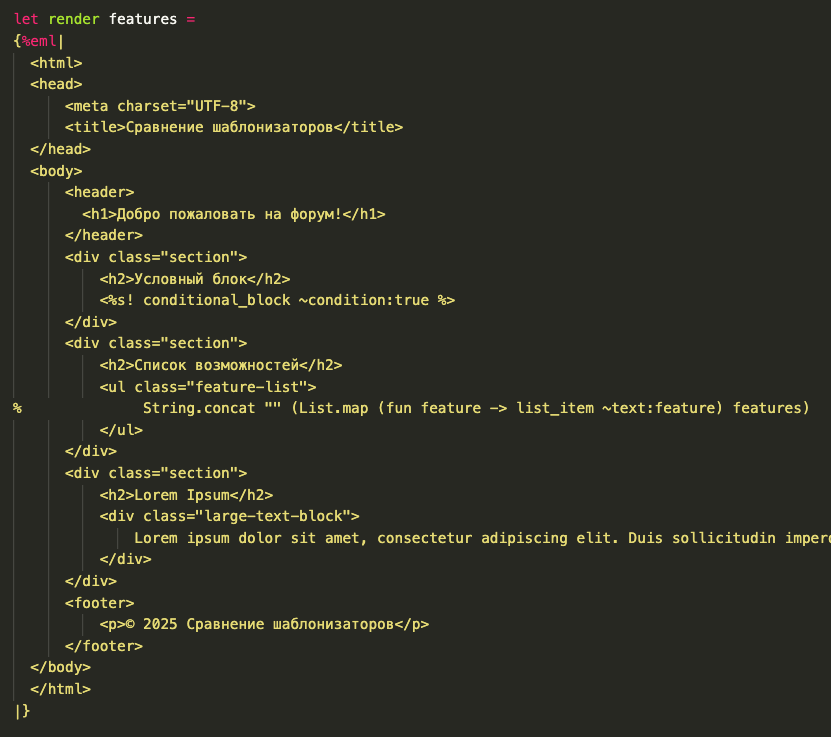 let render features =
{%eml|
  <html>
  <head>
      <meta charset="UTF-8">
      <title>Сравнение шаблонизаторов</title>
  </head>
  <body>
      <header>
        <h1>Добро пожаловать на форум!</h1>
      </header>
      <div class="section">
          <h2>Условный блок</h2>
          <%s! conditional_block ~condition:true %>
      </div>
      <div class="section">
          <h2>Список возможностей</h2>
          <ul class="feature-list">
%              String.concat "" (List.map (fun feature -> list_item ~text:feature) features)
          </ul>
      </div>
      <div class="section">
          <h2>Lorem Ipsum</h2>
          <div class="large-text-block">
              Lorem ipsum dolor sit amet, consectetur adipiscing elit. Duis sollicitudin
          </div>
      </div>
      <footer>
          <p>© 2025 Сравнение шаблонизаторов</p>
      </footer>
  </body>
  </html>
|}